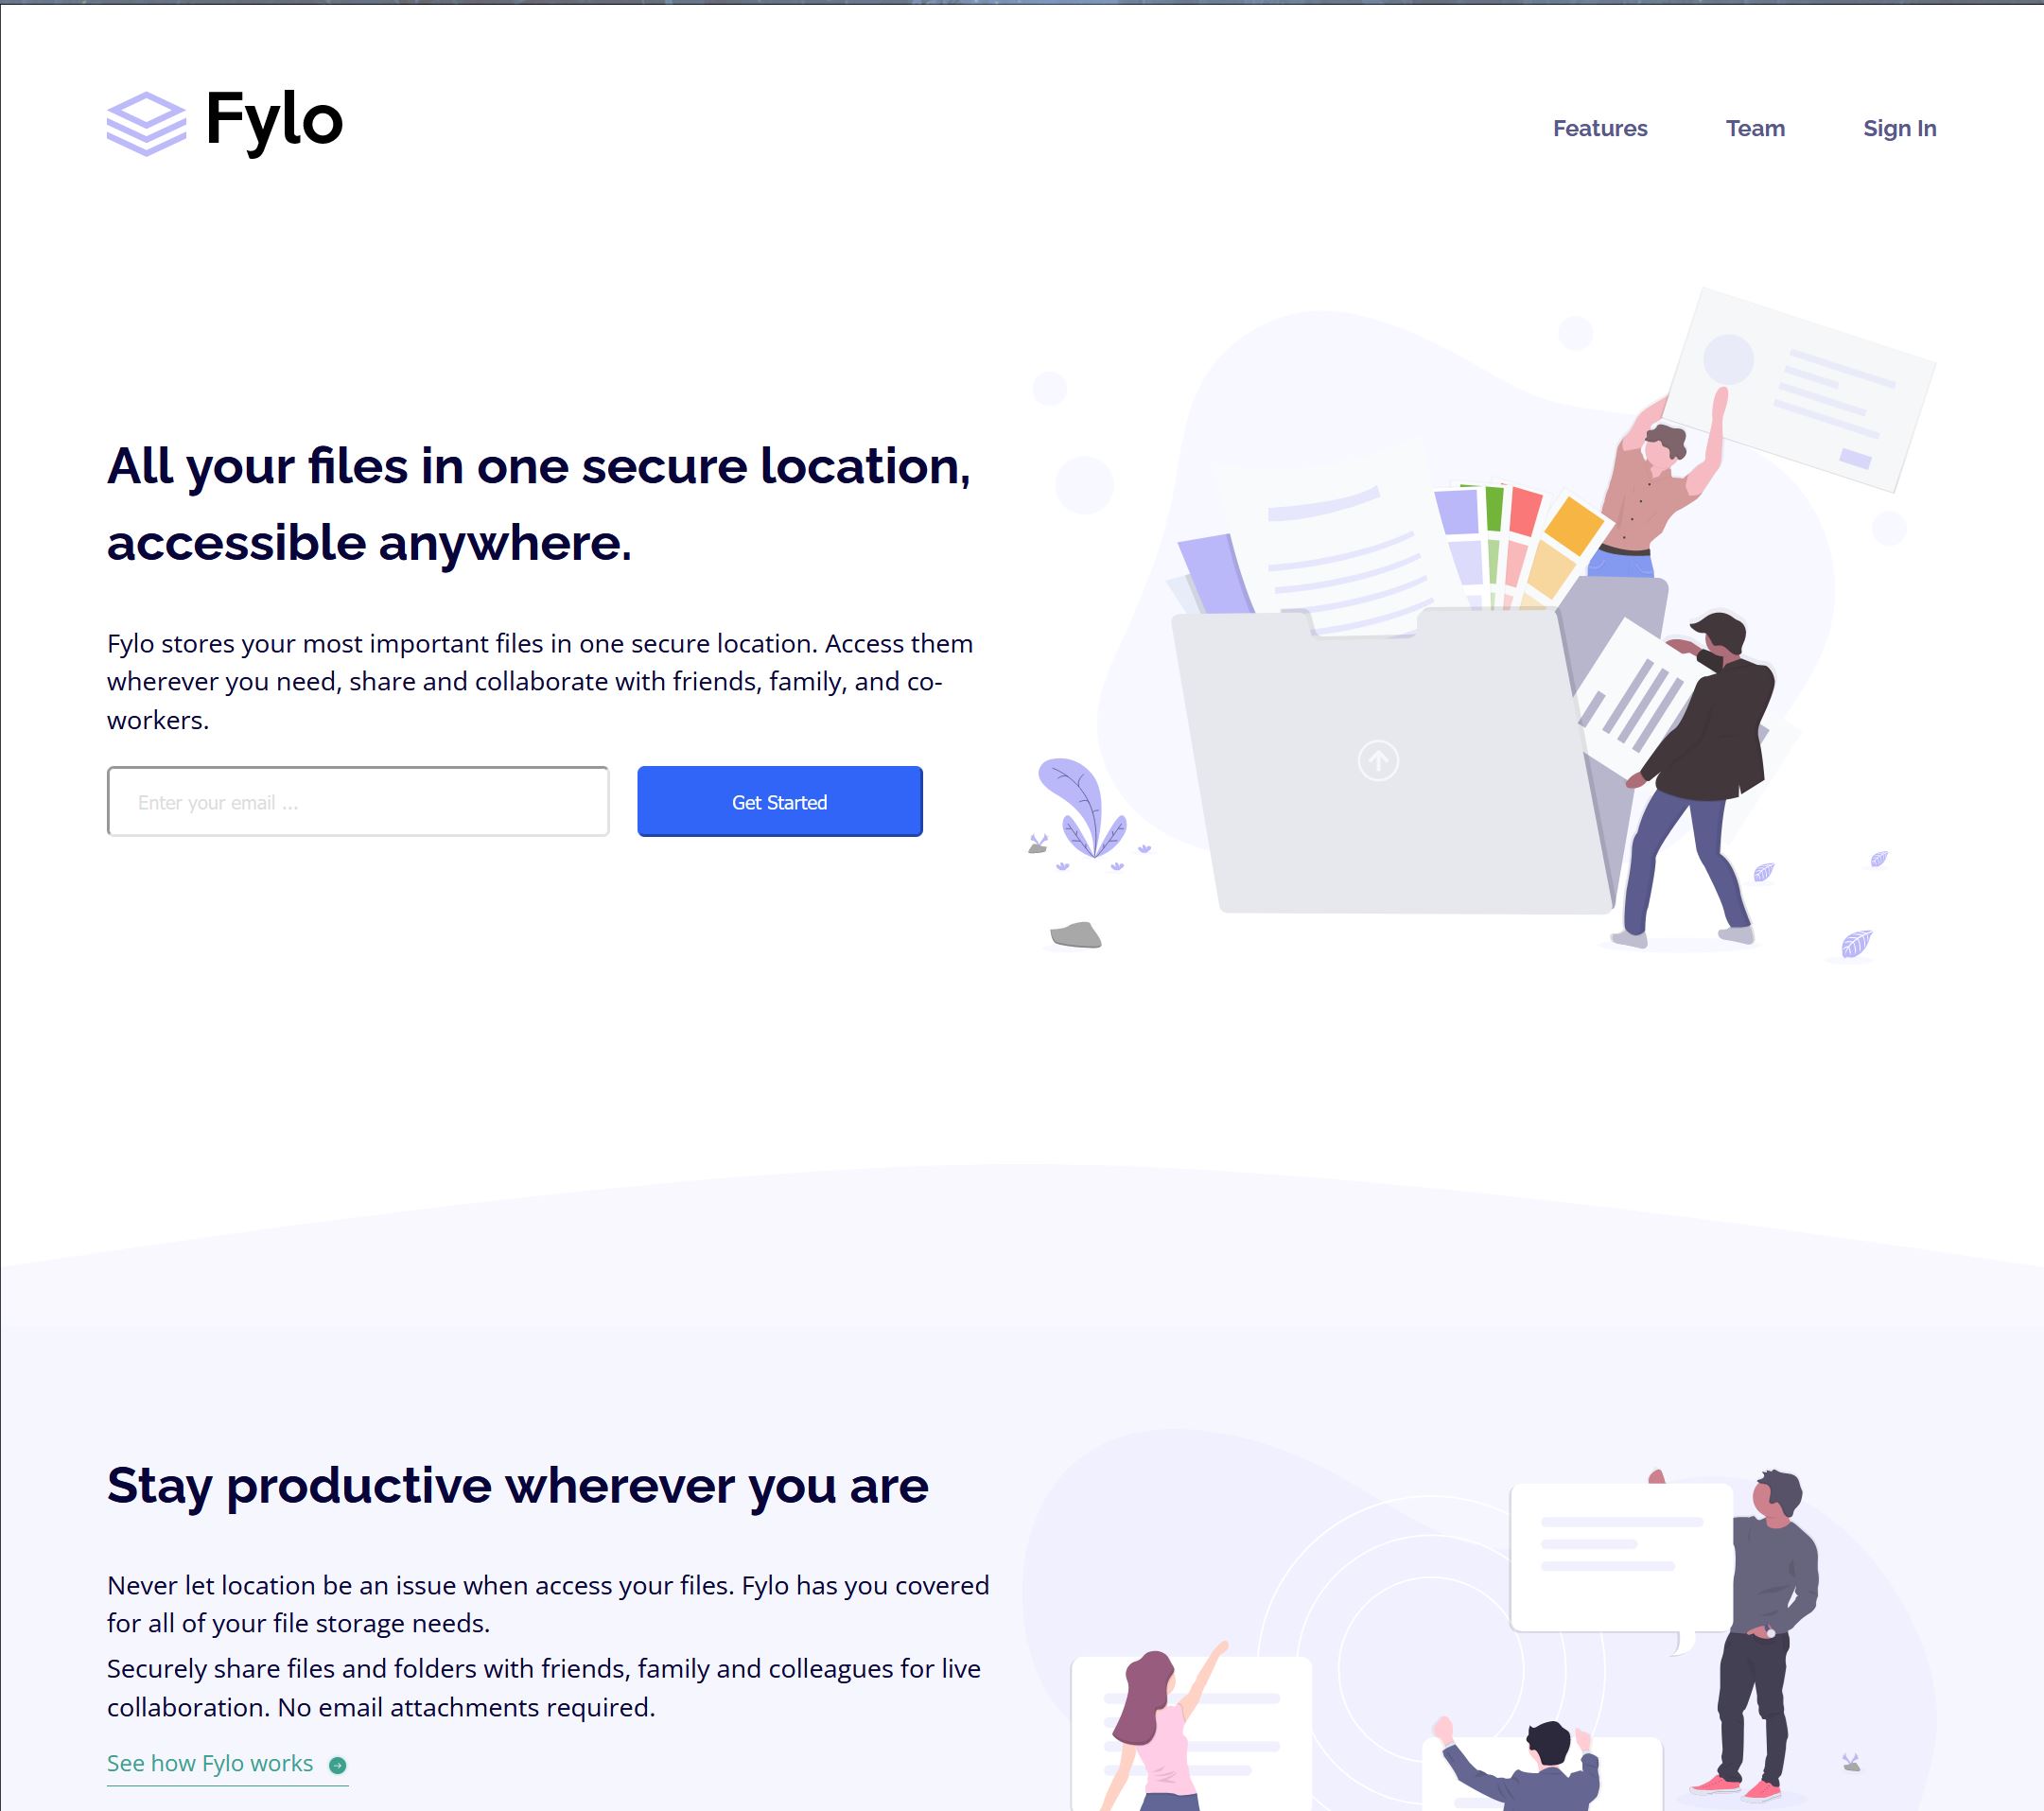 Fylo
Features
Team
Sign In
All your files in one secure location,
accessible anywhere.
Fylo stores your most important files in one secure location. Access them
wherever you need, share and collaborate with friends, family, and co-
workers.
Enter your email ...
Get Started
Stay productive wherever you are
Never let location be an issue when access your files. Fylo has you covered
for all of your file storage needs.
Securely share files and folders with friends, family and colleagues for live
collaboration. No email attachments required.
See how Fylo works